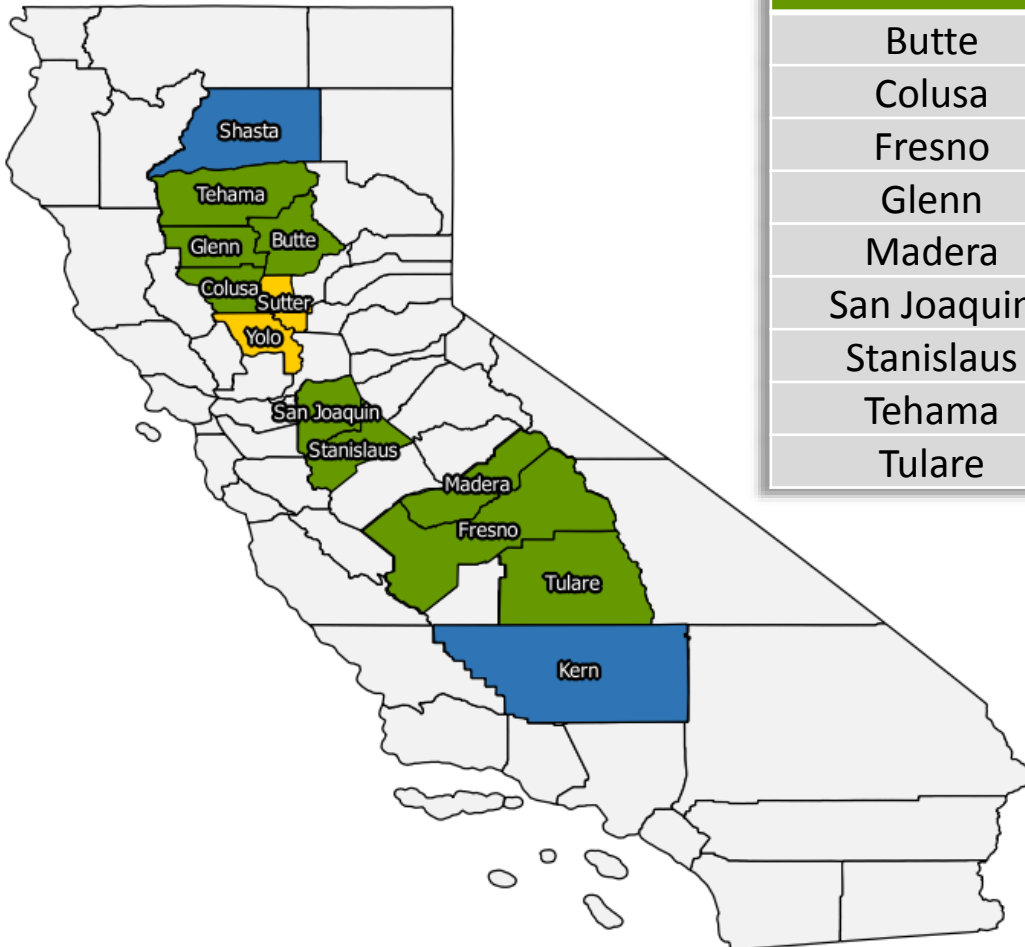 Shasta
Tehama
Glenn
Butte
Colusa
Sutter
Yolo
San Joaquin
Stanislaus
Madera
Fresno
Tulare
Kern
Butte
Colusa
Fresno
Glenn
Madera
San Joaquin
Stanislaus
Tehama
Tulare